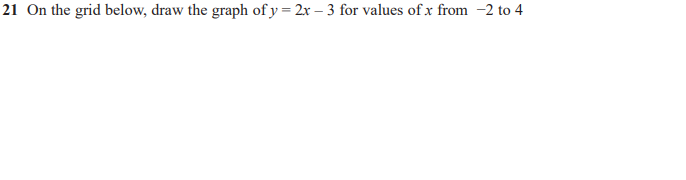 21 On the grid below, draw the graph of y = 2x – 3 for values of x from −2 to 4